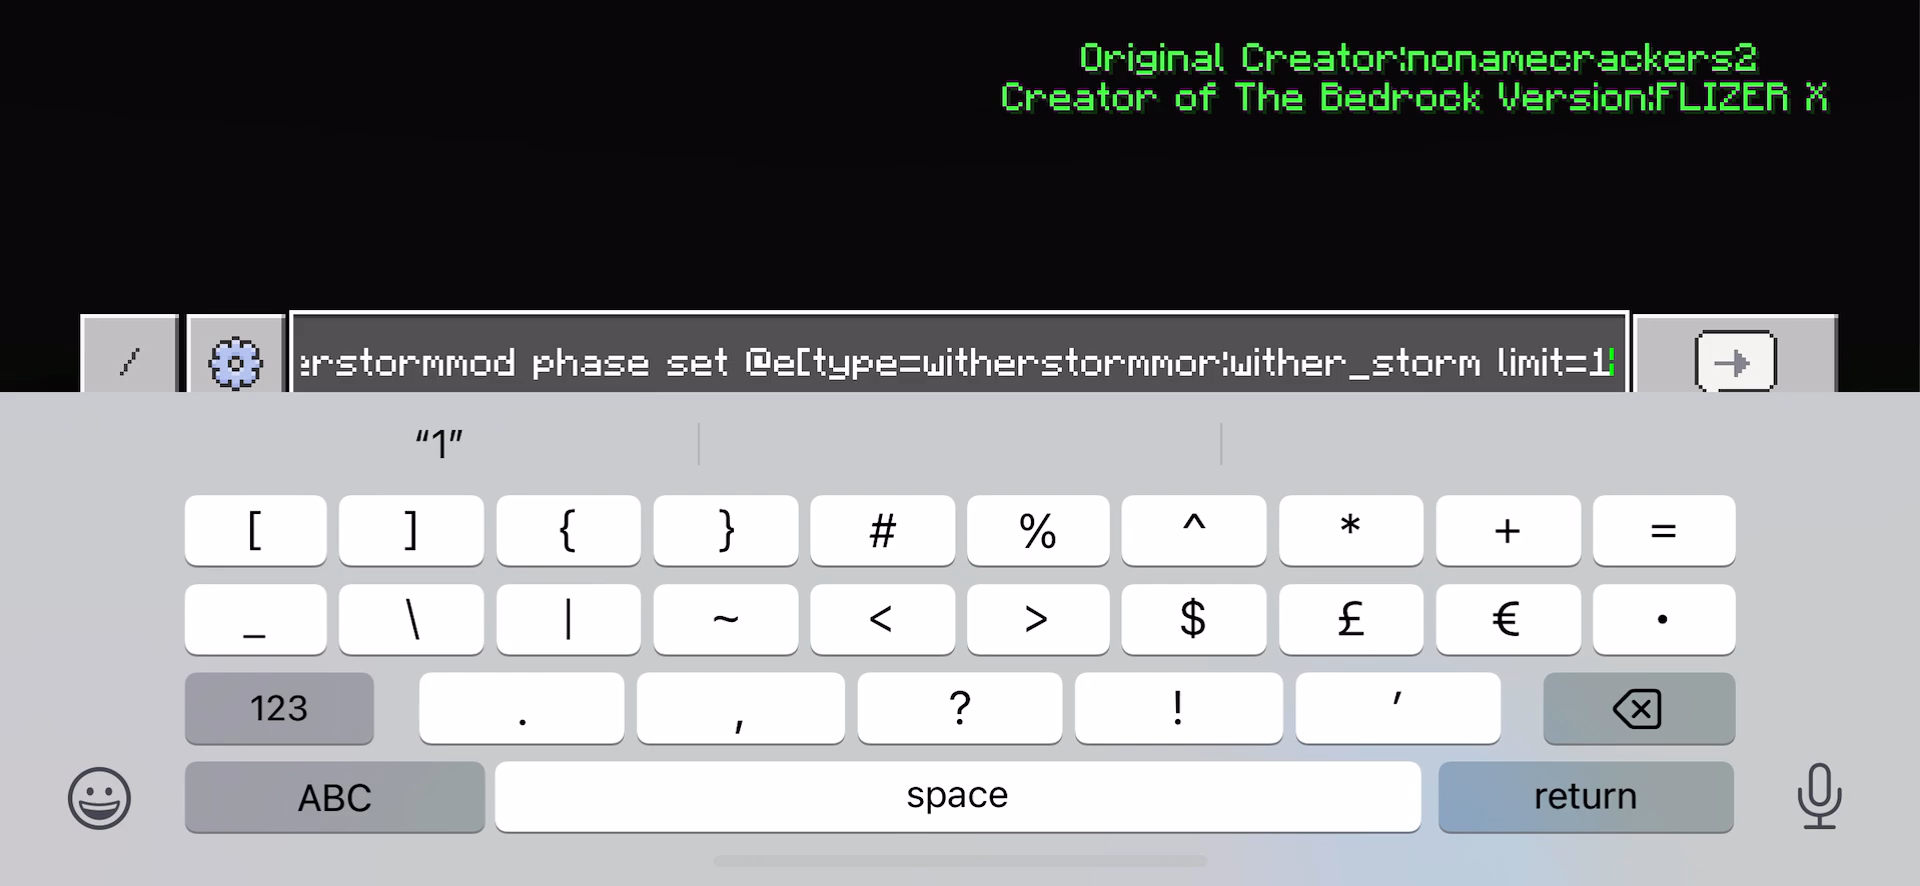 Original Creator:nonamecrackers2
Creator of The Bedrock Version:FLIZER X
/
erstormmod phase set @e[type=witherstormmor:wither_storm limit=1
“1”
[ ] { } # % ^ * + =
_ \ | ~ < > $ £ € •
123 . , ? ! ′
ABC space return